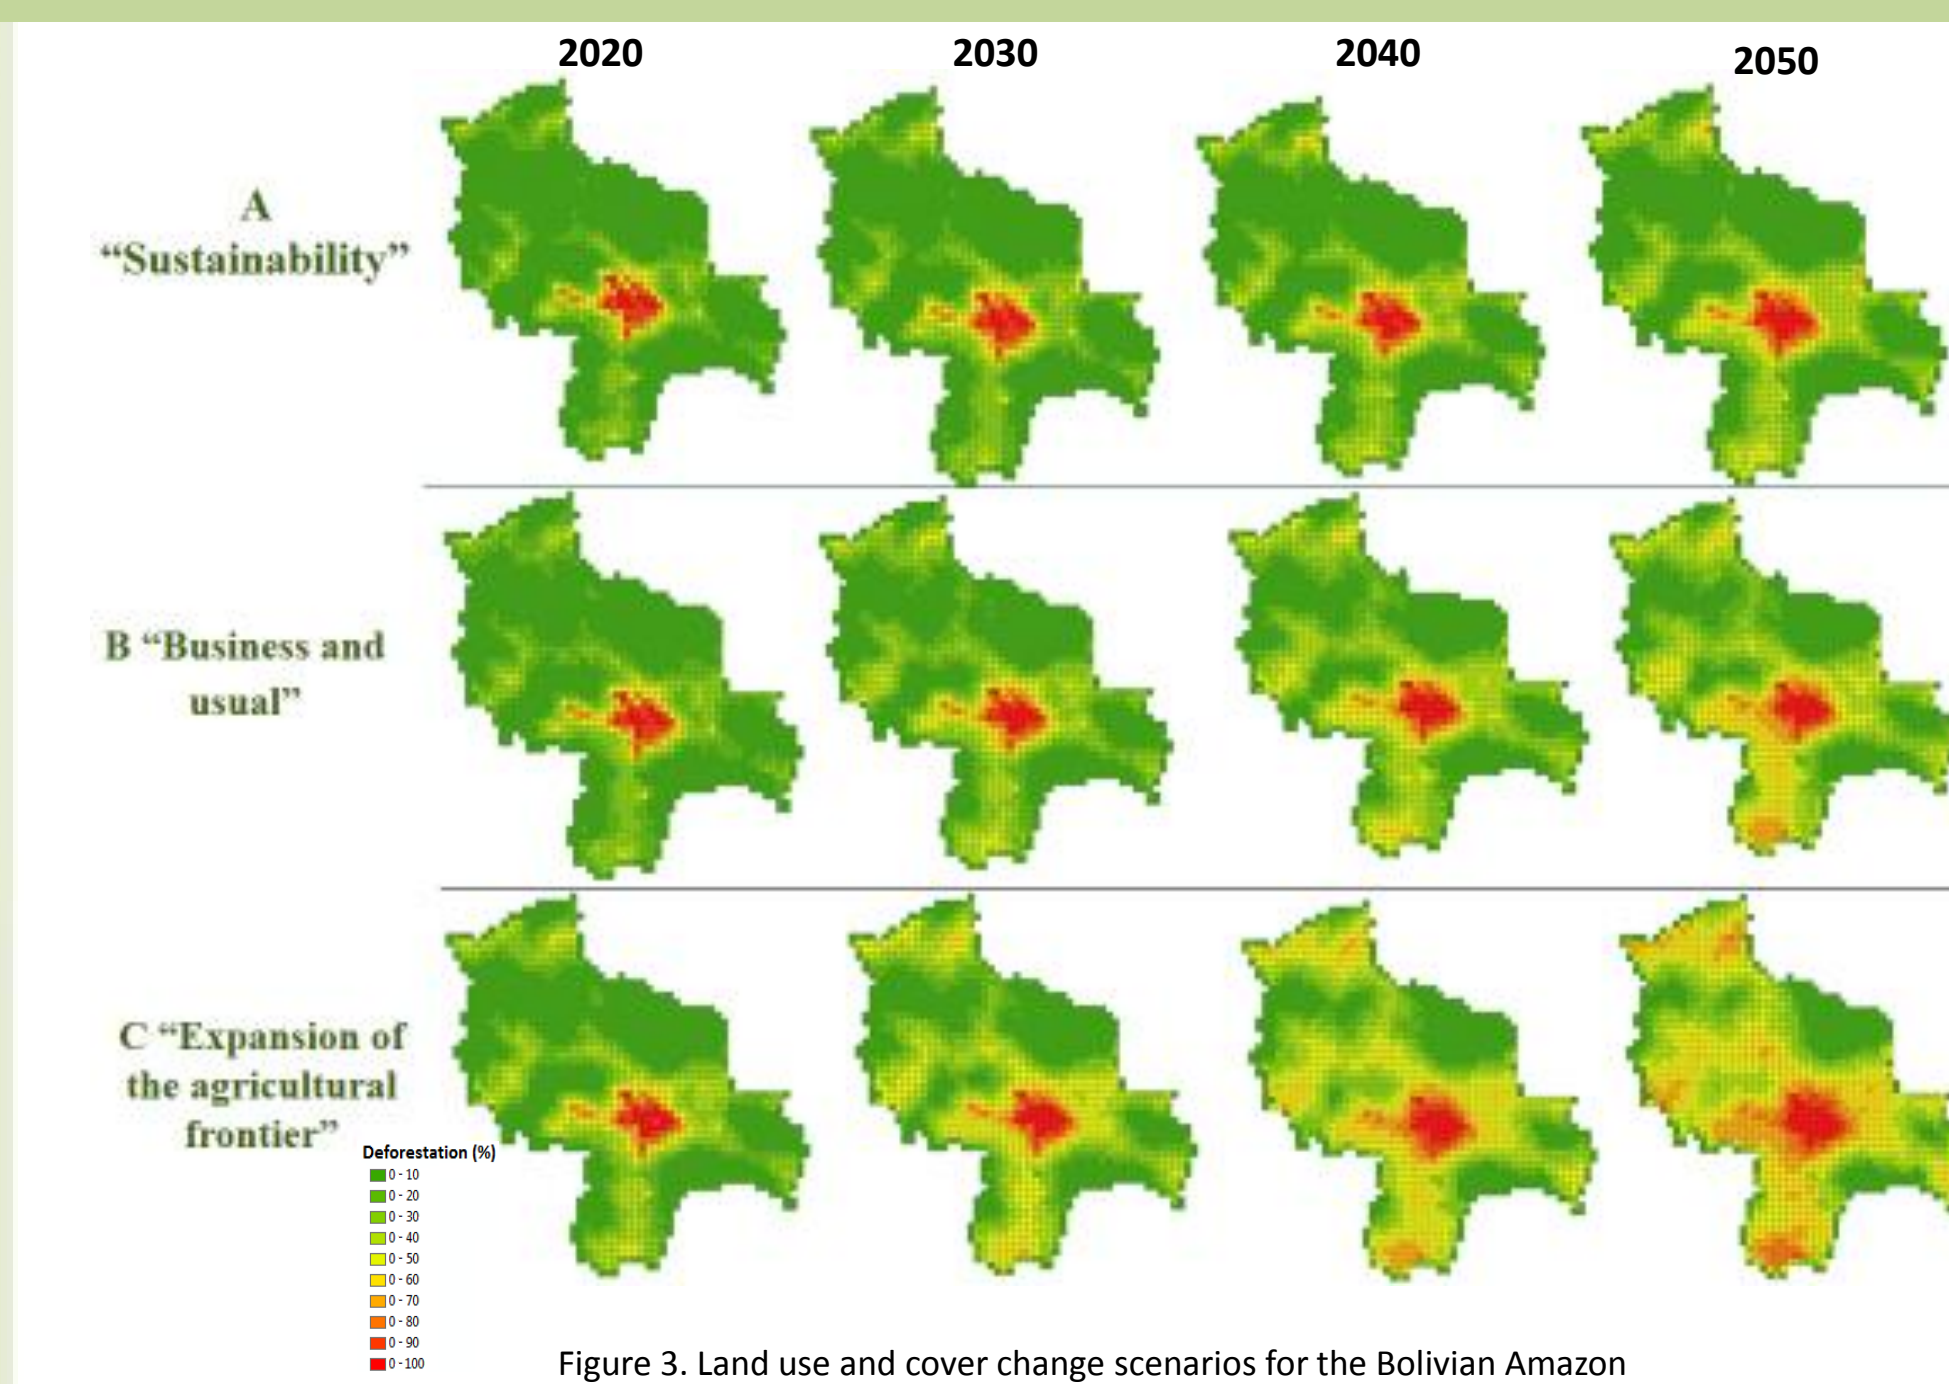 2020 2030 2040 2050
A
“Sustainability”
B “Business and
usual”
C “Expansion of
the agricultural
frontier”
Deforestation (%)
0 - 10
0 - 20
0 - 30
0 - 40
0 - 50
0 - 60
0 - 70
0 - 80
0 - 90
0 - 100
Figure 3. Land use and cover change scenarios for the Bolivian Amazon